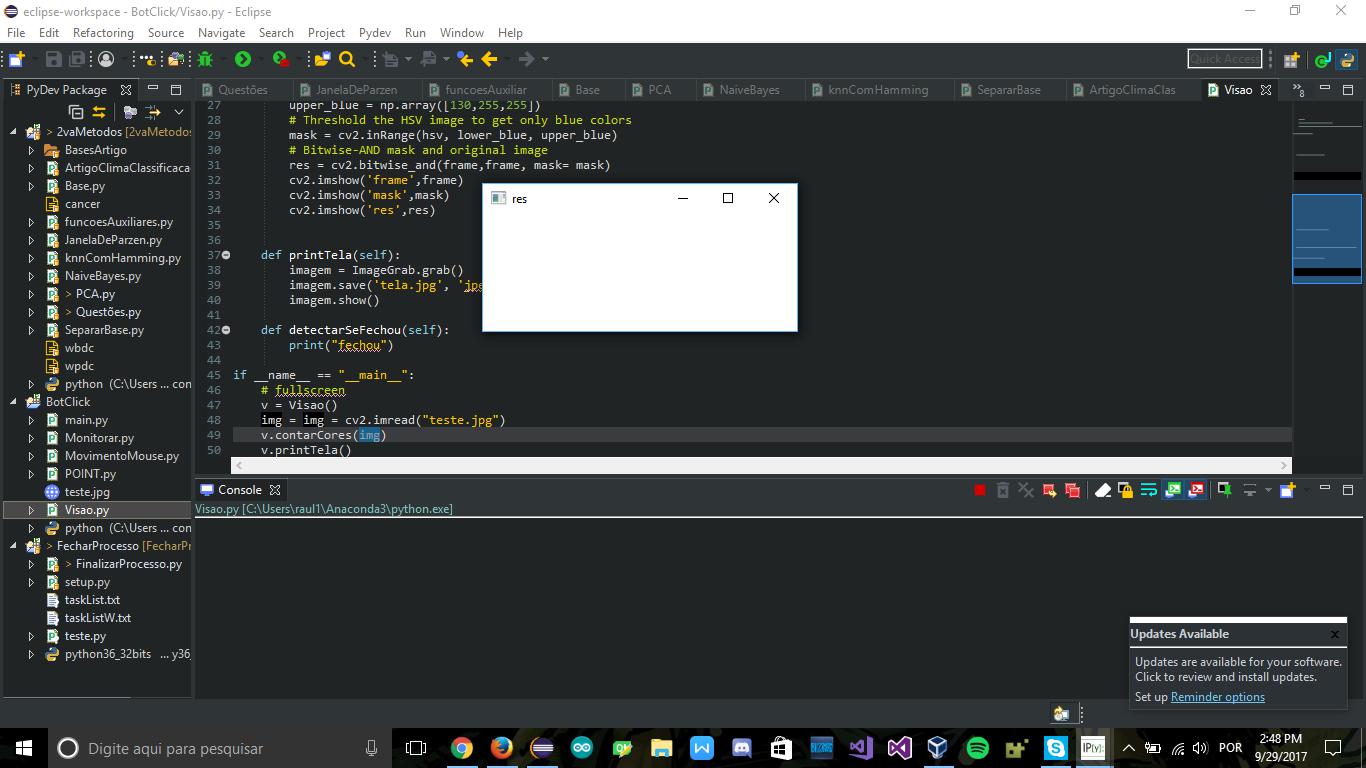 eclipse-workspace - BotClick/Visao.py - Eclipse
File Edit Refactoring Source Navigate Search Project Pydev Run Window Help
Quick Access
PyDev Package
Questões JanelaDeParzen funcoesAuxiliar Base PCA NaiveBayes knnComHamming SepararBase ArtigoClimaClas Visao »8
> 2vaMetodos [2vaMetodos
BasesArtigo
ArtigoClimaClassificaca
Base.py
cancer
funcoesAuxiliares.py
JanelaDeParzen.py
knnComHamming.py
NaiveBayes.py
> PCA.py
> Questões.py
SepararBase.py
wbdc
wpdc
python (C:\Users ... con
BotClick
main.py
Monitorar.py
MovimentoMouse.py
POINT.py
teste.jpg
Visao.py
python (C:\Users ... con
> FecharProcesso [FecharPr
> FinalizarProcesso.py
setup.py
taskList.txt
taskListW.txt
teste.py
python36_32bits ... y36_
27 upper_blue = np.array([130,255,255])
28 # Threshold the HSV image to get only blue colors
29 mask = cv2.inRange(hsv, lower_blue, upper_blue)
30 # Bitwise-AND mask and original image
31 res = cv2.bitwise_and(frame,frame, mask= mask)
32 cv2.imshow('frame',frame)
33 cv2.imshow('mask',mask)
34 cv2.imshow('res',res)
35
36
37 def printTela(self):
38 imagem = ImageGrab.grab()
39 imagem.save('tela.jpg', 'jpe
40 imagem.show()
41
42 def detectarSeFechou(self):
43 print("fechou")
44
45 if __name__ == "__main__":
46 # fullscreen
47 v = Visao()
48 img = img = cv2.imread("teste.jpg")
49 v.contarCores(img)
50 v.printTela()
res
Console
Visao.py [C:\Users\raul1\Anaconda3\python.exe]
Updates Available
Updates are available for your software.
Click to review and install updates.
Set up Reminder options
Digite aqui para pesquisar
IP[y]:
POR
2:48 PM
9/29/2017